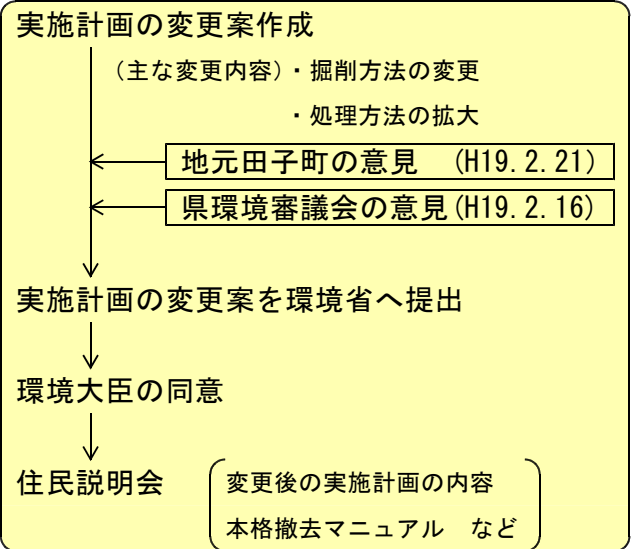 実施計画の変更案作成
（主な変更内容）・掘削方法の変更
・処理方法の拡大
地元田子町の意見　(H19.2.21)
県環境審議会の意見(H19.2.16)
実施計画の変更案を環境省へ提出
環境大臣の同意
住民説明会
変更後の実施計画の内容
本格撤去マニュアル　など